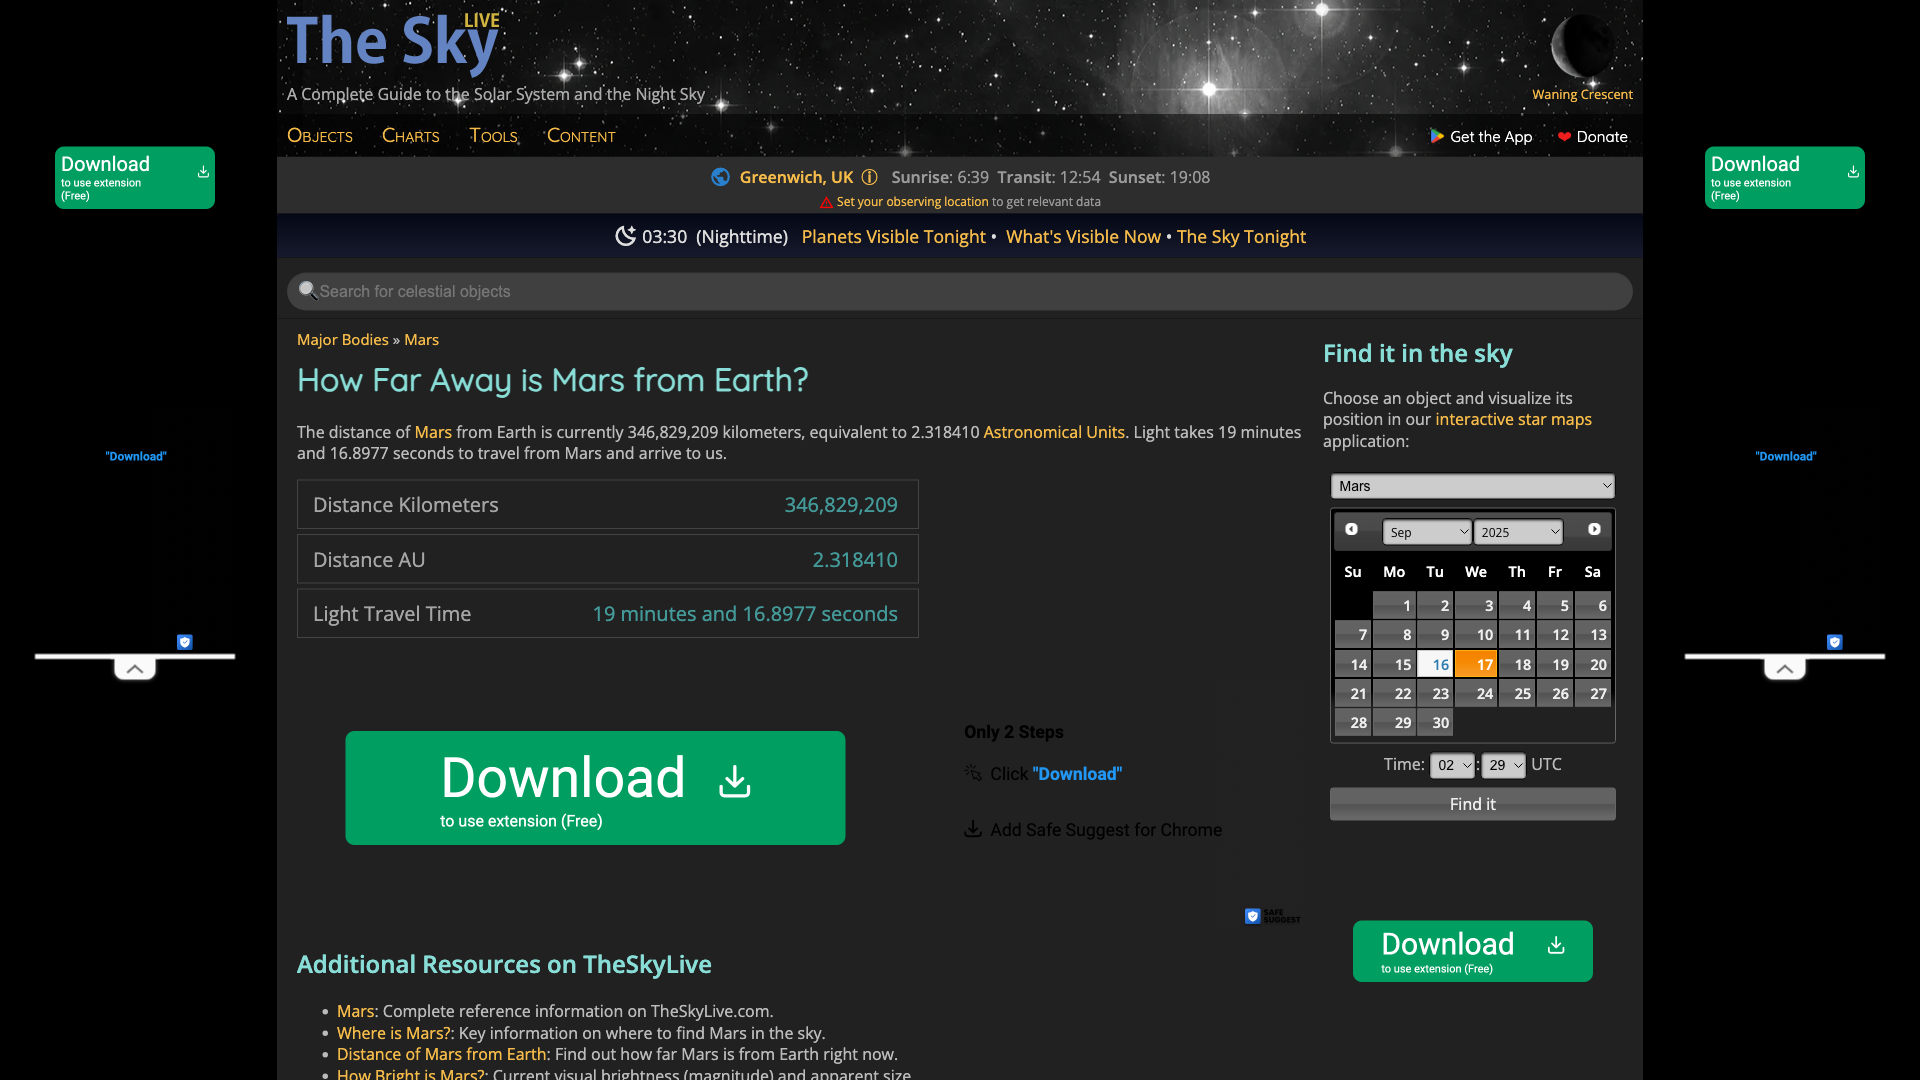 The Sky LIVE
A Complete Guide to the Solar System and the Night Sky
Waning Crescent
Objects Charts Tools Content
Get the App Donate
Greenwich, UK Sunrise: 6:39 Transit: 12:54 Sunset: 19:08
Set your observing location to get relevant data
03:30 (Nighttime) Planets Visible Tonight • What's Visible Now • The Sky Tonight
Search for celestial objects
Major Bodies » Mars
How Far Away is Mars from Earth?
The distance of Mars from Earth is currently 346,829,209 kilometers, equivalent to 2.318410 Astronomical Units. Light takes 19 minutes
and 16.8977 seconds to travel from Mars and arrive to us.
Distance Kilometers 346,829,209
Distance AU 2.318410
Light Travel Time 19 minutes and 16.8977 seconds
Download
to use extension (Free)
Only 2 Steps
Click "Download"
Add Safe Suggest for Chrome
SAFE
SUGGEST
Additional Resources on TheSkyLive
• Mars: Complete reference information on TheSkyLive.com.
• Where is Mars?: Key information on where to find Mars in the sky.
• Distance of Mars from Earth: Find out how far Mars is from Earth right now.
• How Bright is Mars?: Current visual brightness (magnitude) and apparent size
Find it in the sky
Choose an object and visualize its
position in our interactive star maps
application:
Mars
Sep 2025
Su Mo Tu We Th Fr Sa
1 2 3 4 5 6
7 8 9 10 11 12 13
14 15 16 17 18 19 20
21 22 23 24 25 26 27
28 29 30
Time: 02 : 29 UTC
Find it
Download
to use extension (Free)
Download
to use extension
(Free)
"Download"
Download
to use extension
(Free)
"Download"